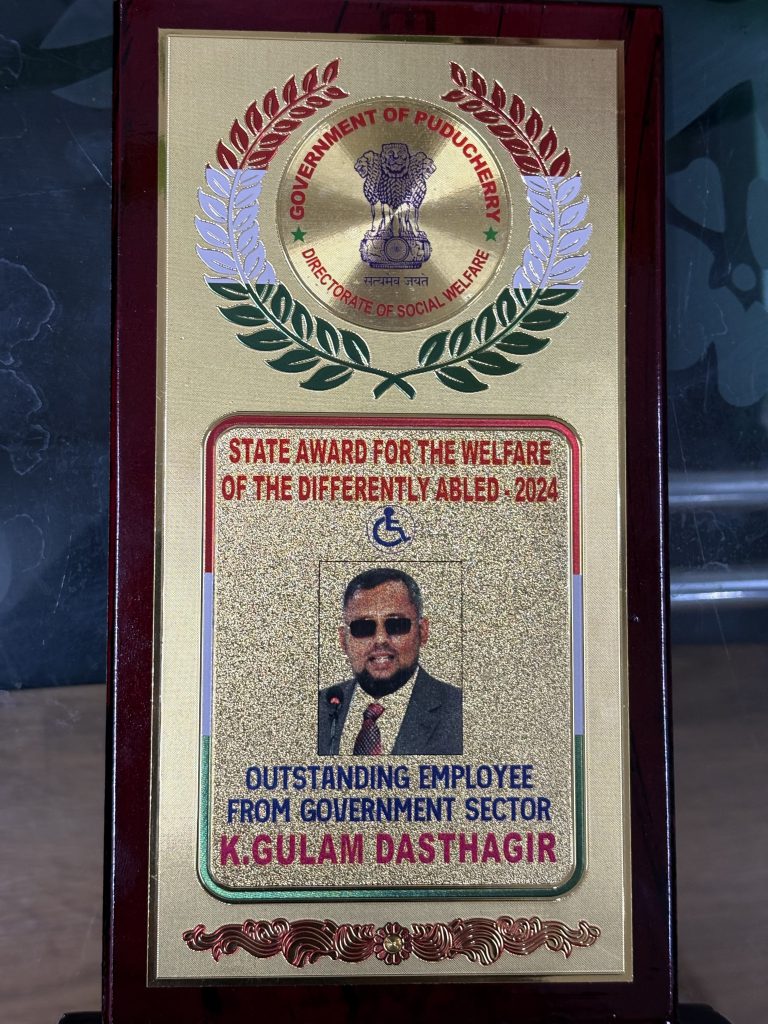 GOVERNMENT OF PUDUCHERRY
सत्यमेव जयते
DIRECTORATE OF SOCIAL WELFARE
STATE AWARD FOR THE WELFARE
OF THE DIFFERENTLY ABLED - 2024
OUTSTANDING EMPLOYEE
FROM GOVERNMENT SECTOR
K.GULAM DASTHAGIR